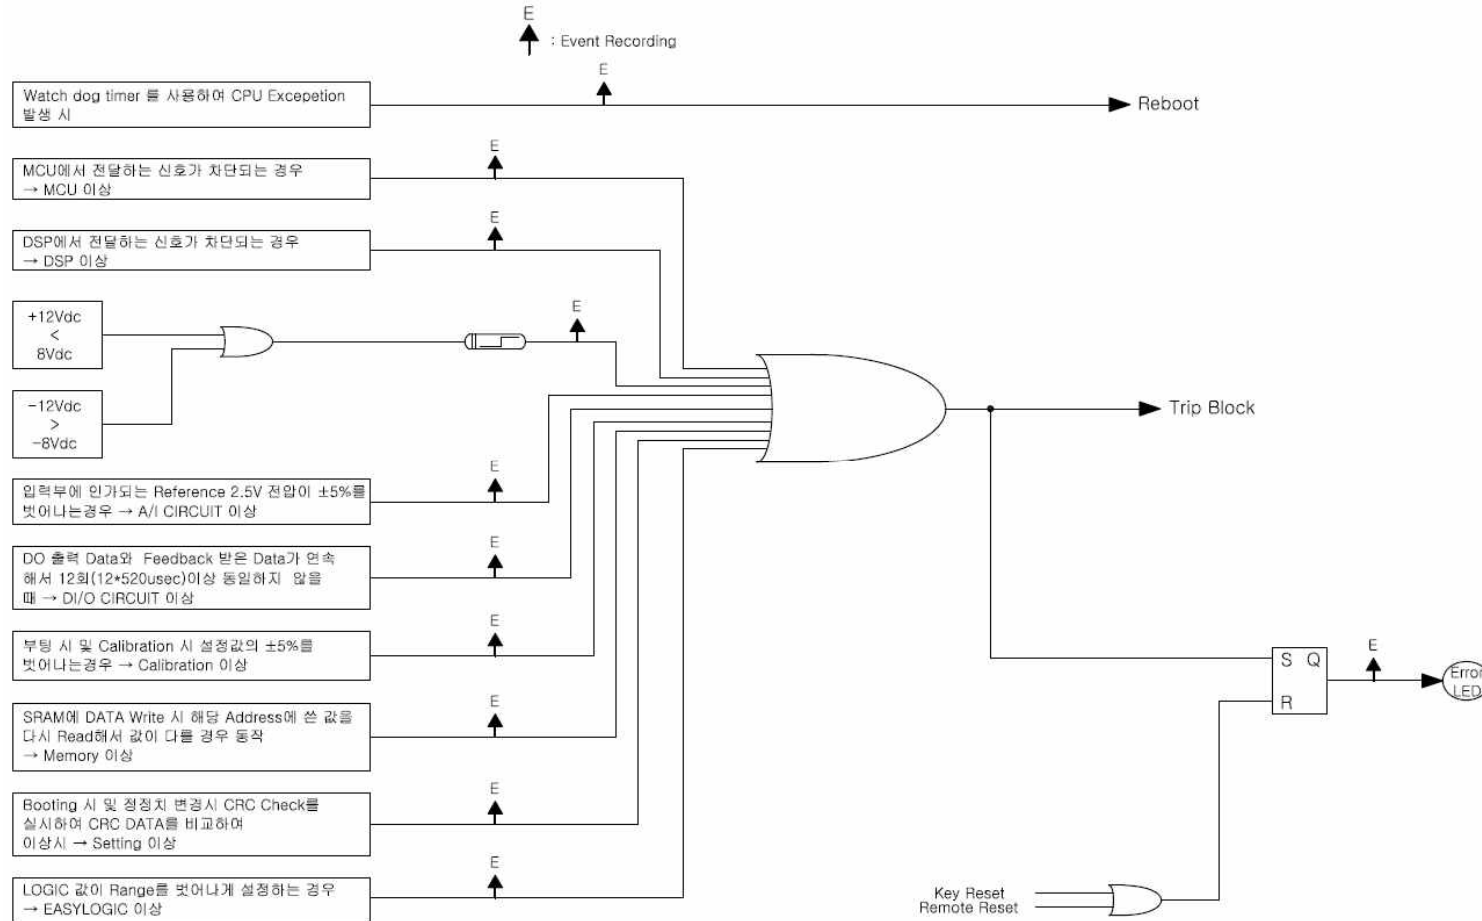 E
: Event Recording
E
Watch dog timer 를 사용하여 CPU Excepetion
발생 시
Reboot
E
MCU에서 전달하는 신호가 차단되는 경우
→ MCU 이상
E
DSP에서 전달하는 신호가 차단되는 경우
→ DSP 이상
+12Vdc
<
8Vdc
E
-12Vdc
>
-8Vdc
Trip Block
E
입력부에 인가되는 Reference 2.5V 전압이 ±5%를
벗어나는경우 → A/I CIRCUIT 이상
E
DO 출력 Data와 Feedback 받은 Data가 연속
해서 12회(12*520usec)이상 동일하지 않을
때 → DI/O CIRCUIT 이상
E
부팅 시 및 Calibration 시 설정값의 ±5%를
벗어나는경우 → Calibration 이상
S Q
R
E
Error
LED
E
SRAM에 DATA Write 시 해당 Address에 쓴 값을
다시 Read해서 값이 다를 경우 동작
→ Memory 이상
E
Booting 시 및 정정치 변경시 CRC Check를
실시하여 CRC DATA를 비교하여
이상시 → Setting 이상
E
LOGIC 값이 Range를 벗어나게 설정하는 경우
→ EASYLOGIC 이상
Key Reset
Remote Reset